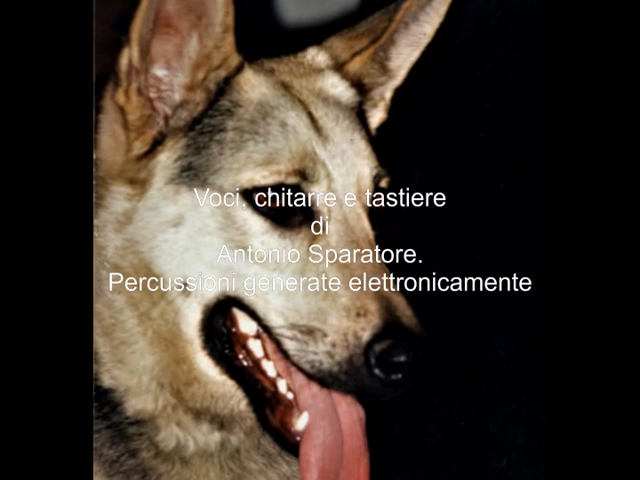 Voci, chitarre e tastiere
di
Antonio Sparatore.
Percussioni generate elettronicamente